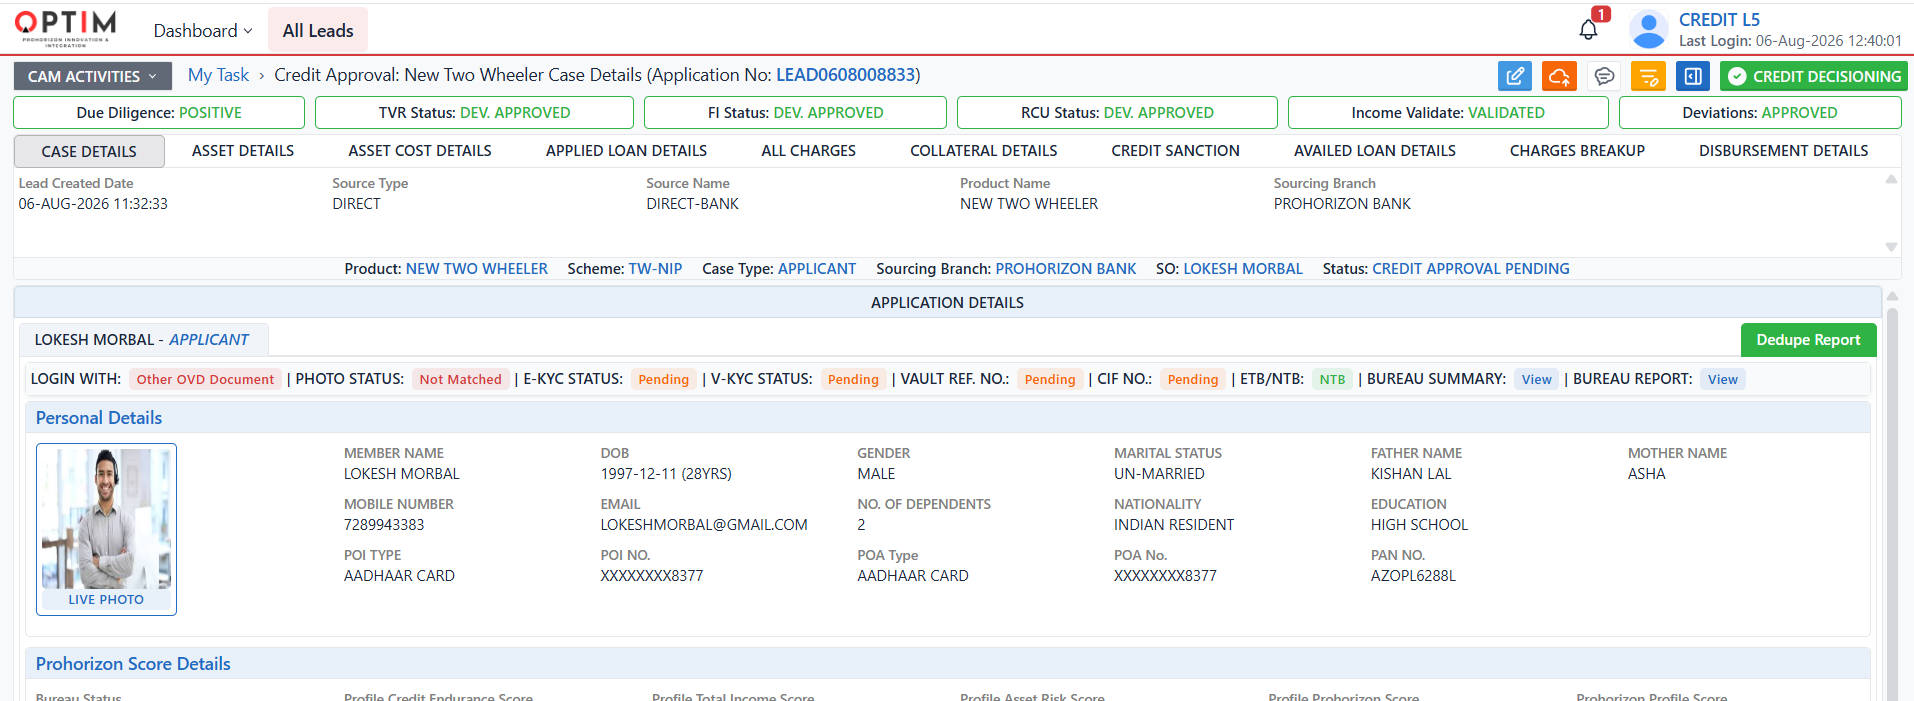 OPTIM
PROHORIZON INNOVATION & INTEGRATION
Dashboard
All Leads
1
CREDIT L5
Last Login: 06-Aug-2026 12:40:01
CAM ACTIVITIES
My Task › Credit Approval: New Two Wheeler Case Details (Application No: LEAD0608008833)
CREDIT DECISIONING
Due Diligence: POSITIVE
TVR Status: DEV. APPROVED
FI Status: DEV. APPROVED
RCU Status: DEV. APPROVED
Income Validate: VALIDATED
Deviations: APPROVED
CASE DETAILS
ASSET DETAILS
ASSET COST DETAILS
APPLIED LOAN DETAILS
ALL CHARGES
COLLATERAL DETAILS
CREDIT SANCTION
AVAILED LOAN DETAILS
CHARGES BREAKUP
DISBURSEMENT DETAILS
Lead Created Date
06-AUG-2026 11:32:33
Source Type
DIRECT
Source Name
DIRECT-BANK
Product Name
NEW TWO WHEELER
Sourcing Branch
PROHORIZON BANK
Product: NEW TWO WHEELER Scheme: TW-NIP Case Type: APPLICANT Sourcing Branch: PROHORIZON BANK SO: LOKESH MORBAL Status: CREDIT APPROVAL PENDING
APPLICATION DETAILS
LOKESH MORBAL - APPLICANT
Dedupe Report
LOGIN WITH: Other OVD Document | PHOTO STATUS: Not Matched | E-KYC STATUS: Pending | V-KYC STATUS: Pending | VAULT REF. NO.: Pending | CIF NO.: Pending | ETB/NTB: NTB | BUREAU SUMMARY: View | BUREAU REPORT: View
Personal Details
LIVE PHOTO
MEMBER NAME
LOKESH MORBAL
DOB
1997-12-11 (28YRS)
GENDER
MALE
MARITAL STATUS
UN-MARRIED
FATHER NAME
KISHAN LAL
MOTHER NAME
ASHA
MOBILE NUMBER
7289943383
EMAIL
LOKESHMORBAL@GMAIL.COM
NO. OF DEPENDENTS
2
NATIONALITY
INDIAN RESIDENT
EDUCATION
HIGH SCHOOL
POI TYPE
AADHAAR CARD
POI NO.
XXXXXXXX8377
POA Type
AADHAAR CARD
POA No.
XXXXXXXX8377
PAN NO.
AZOPL6288L
Prohorizon Score Details
Bureau Status
Profile Credit Endurance Score
Profile Total Income Score
Profile Asset Risk Score
Profile Prohorizon Score
Prohorizon Profile Score